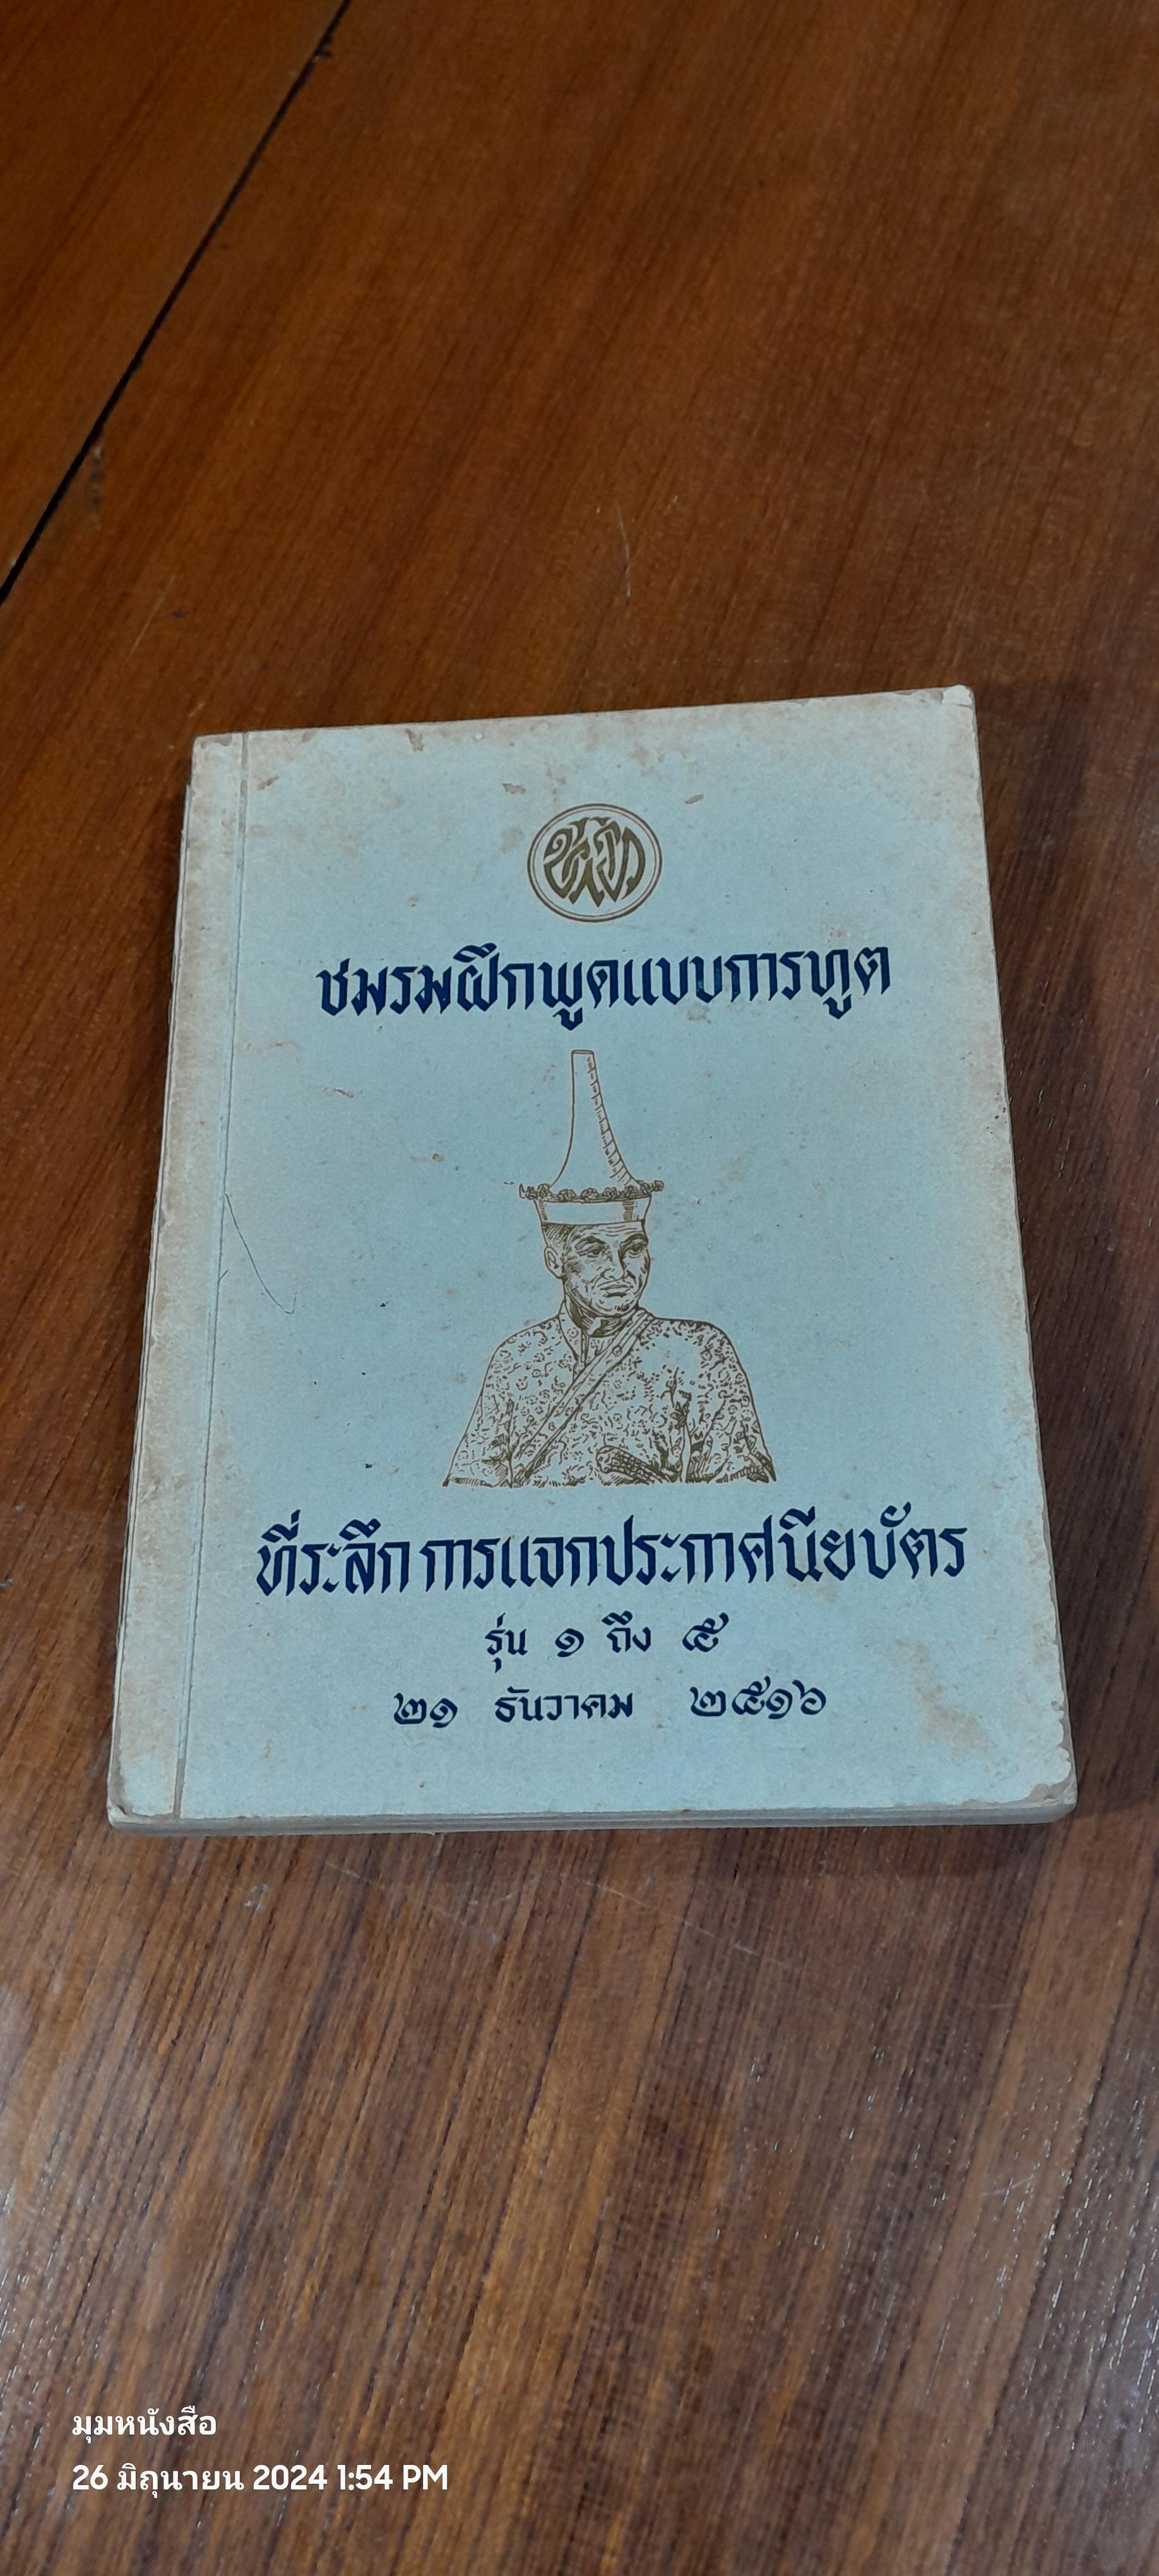 ชมรมฝึกพูดแบบการทูต
ที่ระลึกการแจกประกาศนียบัตร
รุ่น ๑ ถึง ๕
๒๑ ธันวาคม ๒๕๑๖
มุมหนังสือ
26 มิถุนายน 2024 1:54 PM